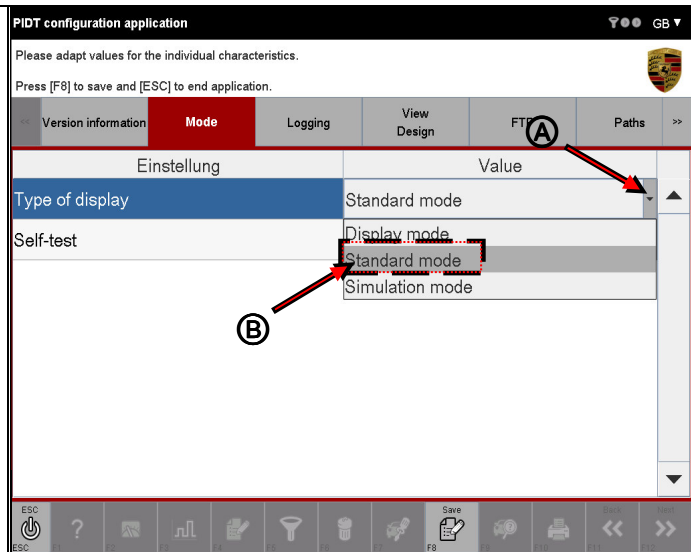 PIDT configuration application
GB
Please adapt values for the individual characteristics.
Press [F8] to save and [ESC] to end application.
<< Version information Mode Logging View Design Paths >>
Einstellung Value
A
Type of display Standard mode
Self-test
Display mode
Standard mode
Simulation mode
B
ESC Save Back Next
?
ESC F1 F2 F3 F4 F5 F6 F7 F8 F9 F10 F11 F12